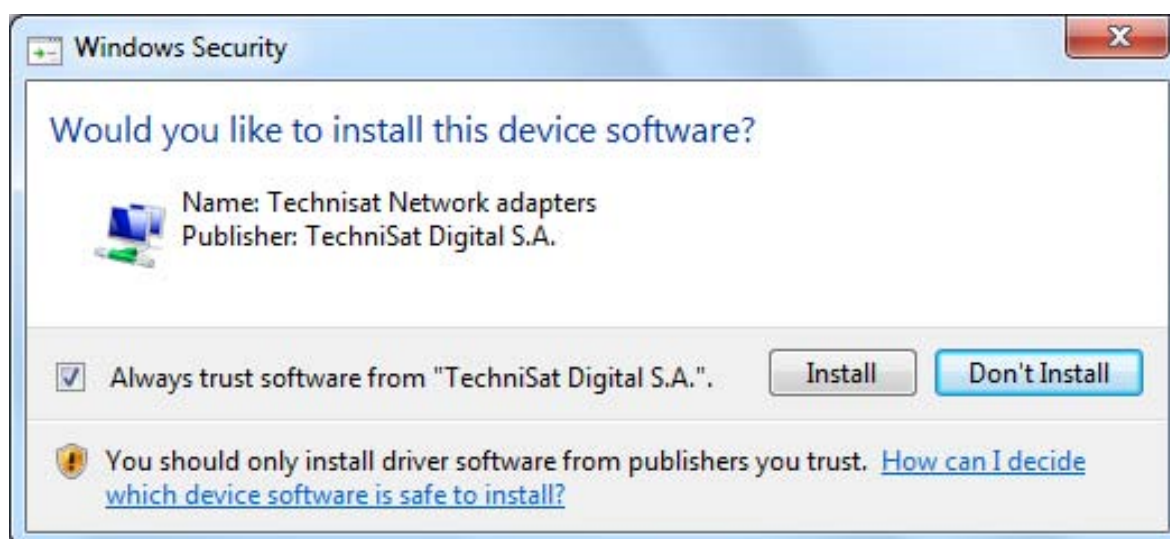 Windows Security
Would you like to install this device software?
Name: Technisat Network adapters
Publisher: TechniSat Digital S.A.
Always trust software from "TechniSat Digital S.A.".
Install
Don't Install
You should only install driver software from publishers you trust. How can I decide
which device software is safe to install?